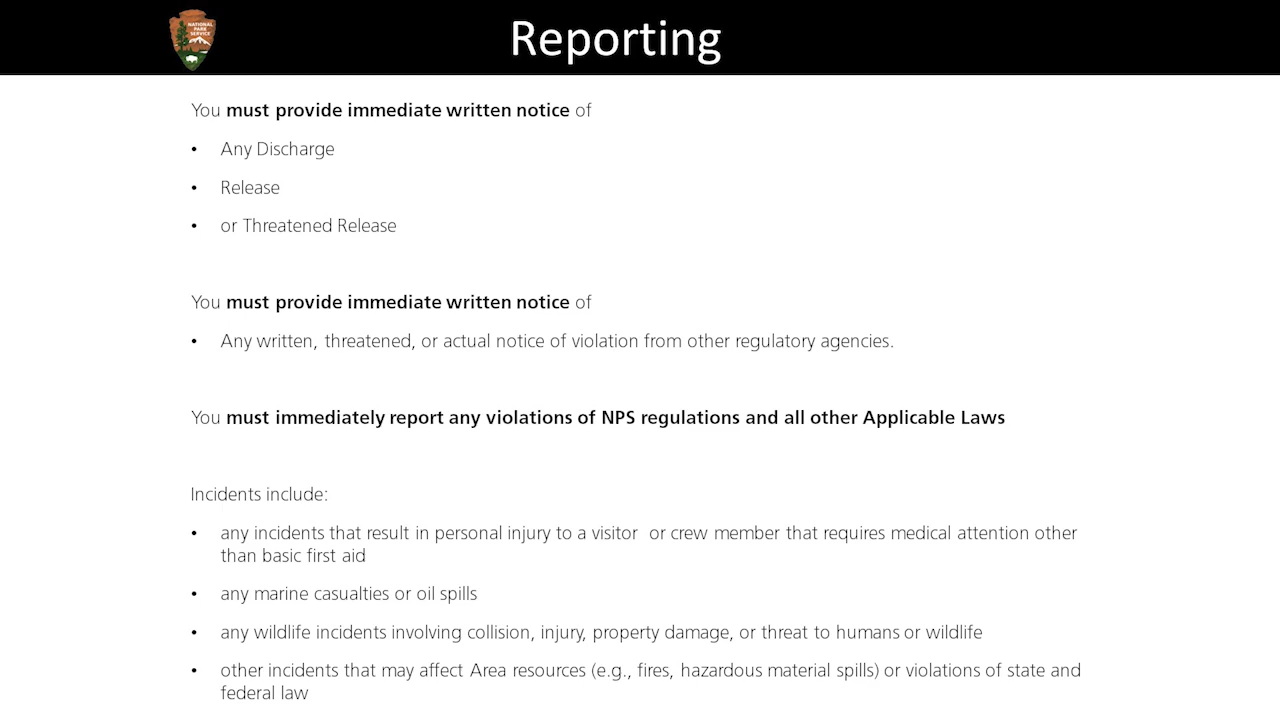 NATIONAL
PARK
SERVICE
Reporting
You must provide immediate written notice of
• Any Discharge
• Release
• or Threatened Release
You must provide immediate written notice of
• Any written, threatened, or actual notice of violation from other regulatory agencies.
You must immediately report any violations of NPS regulations and all other Applicable Laws
Incidents include:
• any incidents that result in personal injury to a visitor or crew member that requires medical attention other
than basic first aid
• any marine casualties or oil spills
• any wildlife incidents involving collision, injury, property damage, or threat to humans or wildlife
• other incidents that may affect Area resources (e.g., fires, hazardous material spills) or violations of state and
federal law